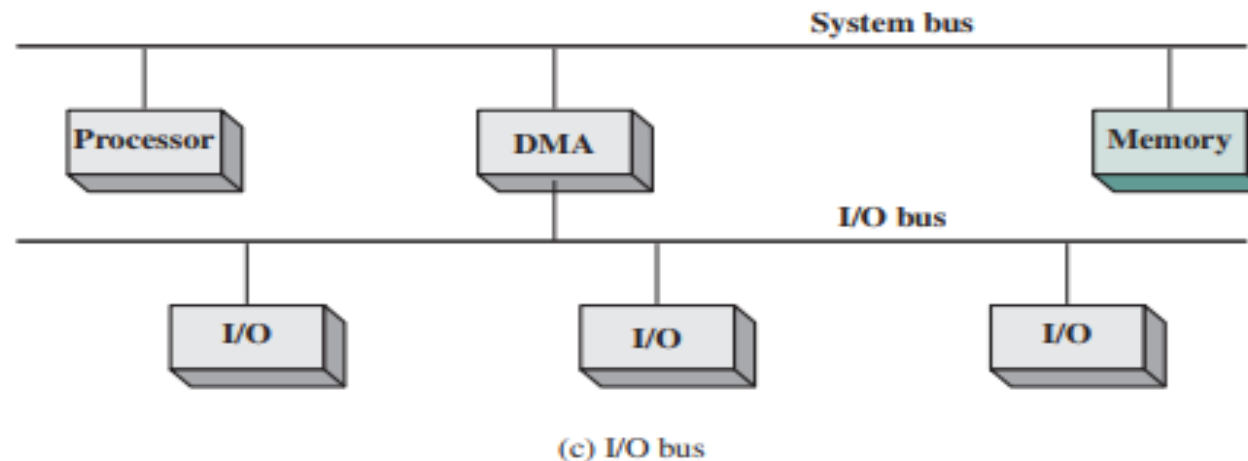 System bus
Processor
DMA
Memory
I/O bus
I/O
I/O
I/O
(c) I/O bus